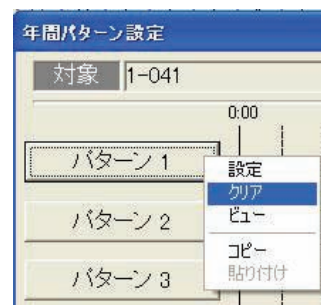 年間パターン設定
対象 1-041
0:00
パターン 1
設定
クリア
ビュー
パターン 2
コピー
貼り付け
パターン 3